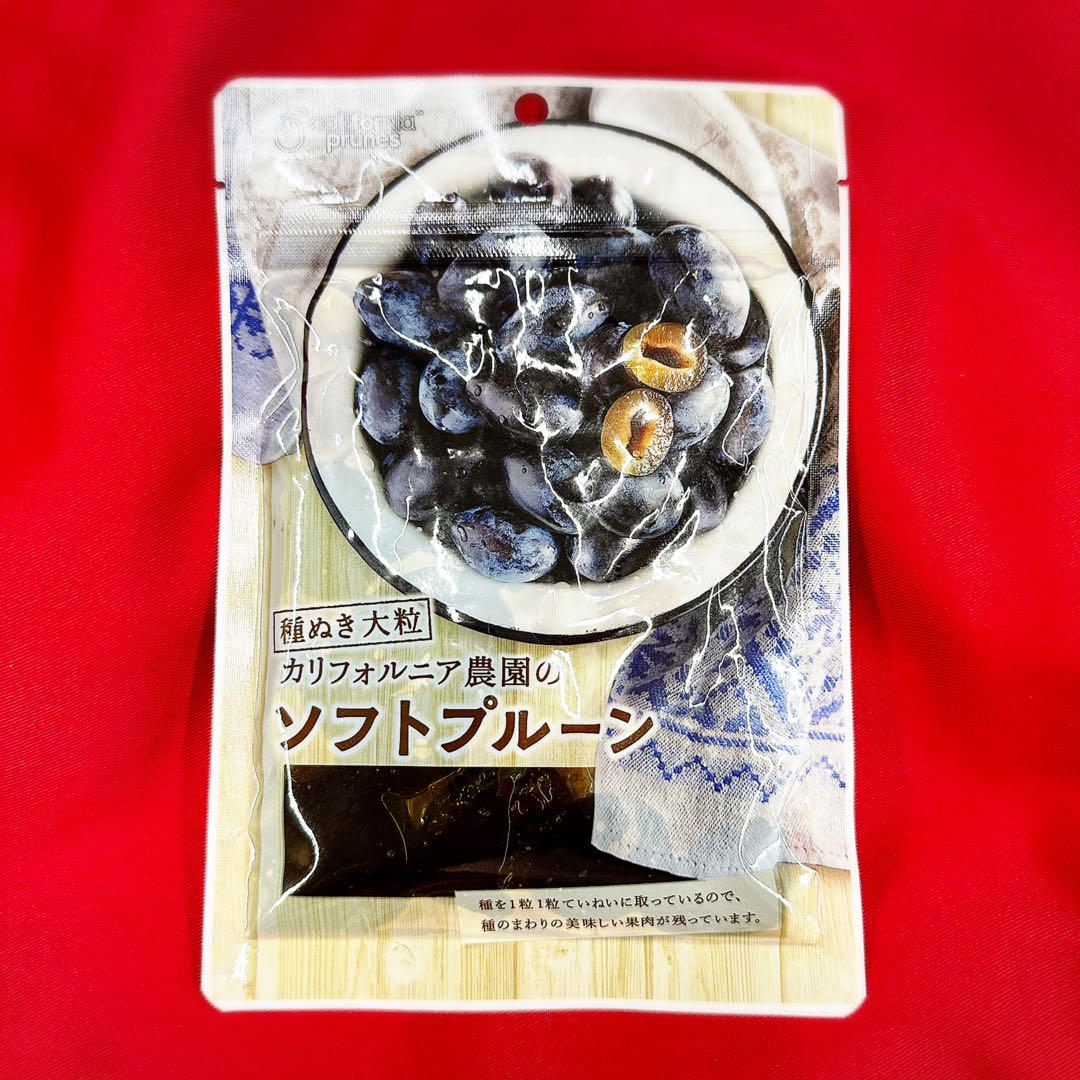 california™
prunes
種ぬき大粒
カリフォルニア農園の
ソフトプルーン
種を1粒1粒ていねいに取っているので、
種のまわりの美味しい果肉が残っています。